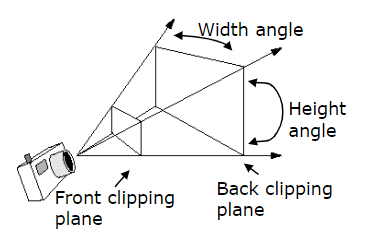 Width angle
Height
angle
Front clipping
plane
Back clipping
plane